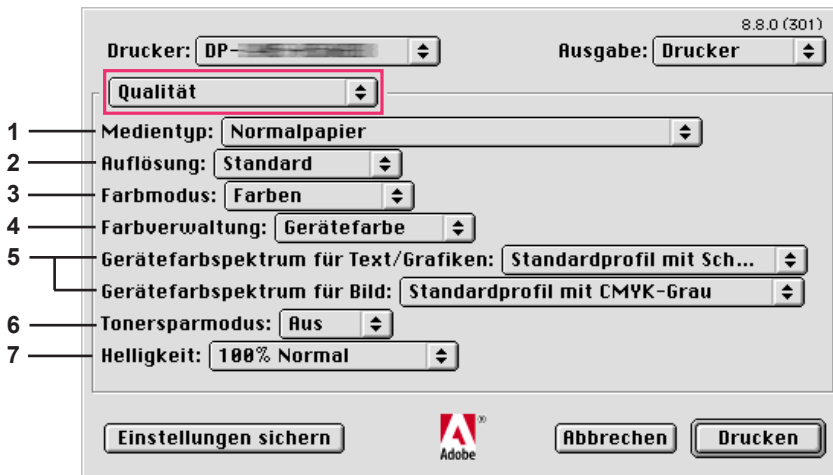 8.8.0 (301)
Drucker: DP- Ausgabe: Drucker
Qualität
1 Medientyp: Normalpapier
2 Auflösung: Standard
3 Farbmodus: Farben
4 Farbverwaltung: Gerätefarbe
5 Gerätefarbspektrum für Text/Grafiken: Standardprofil mit Sch...
Gerätefarbspektrum für Bild: Standardprofil mit CMYK-Grau
6 Tonersparmodus: Aus
7 Helligkeit: 100% Normal
Einstellungen sichern Adobe ® Abbrechen Drucken